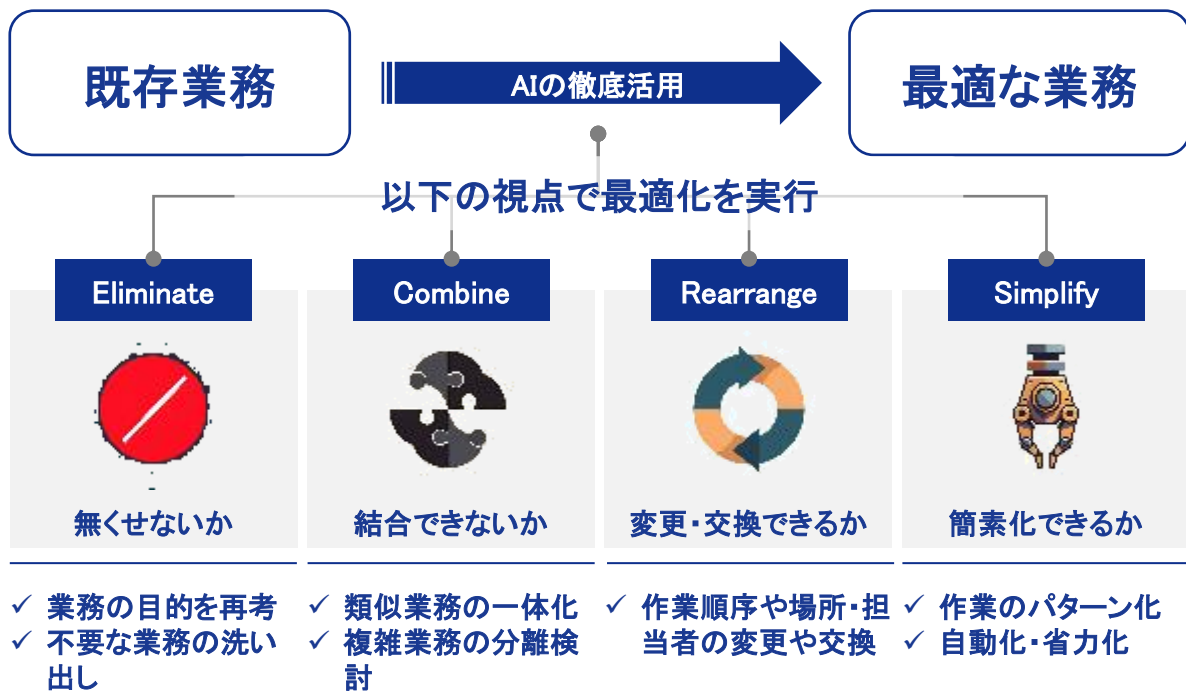 既存業務
AIの徹底活用
最適な業務
以下の視点で最適化を実行
Eliminate
Combine
Rearrange
Simplify
無くせないか
結合できないか
変更・交換できるか
簡素化できるか
✓ 業務の目的を再考
✓ 不要な業務の洗い
出し
✓ 類似業務の一体化
✓ 複雑業務の分離検
討
✓ 作業順序や場所・担
当者の変更や交換
✓ 作業のパターン化
✓ 自動化・省力化